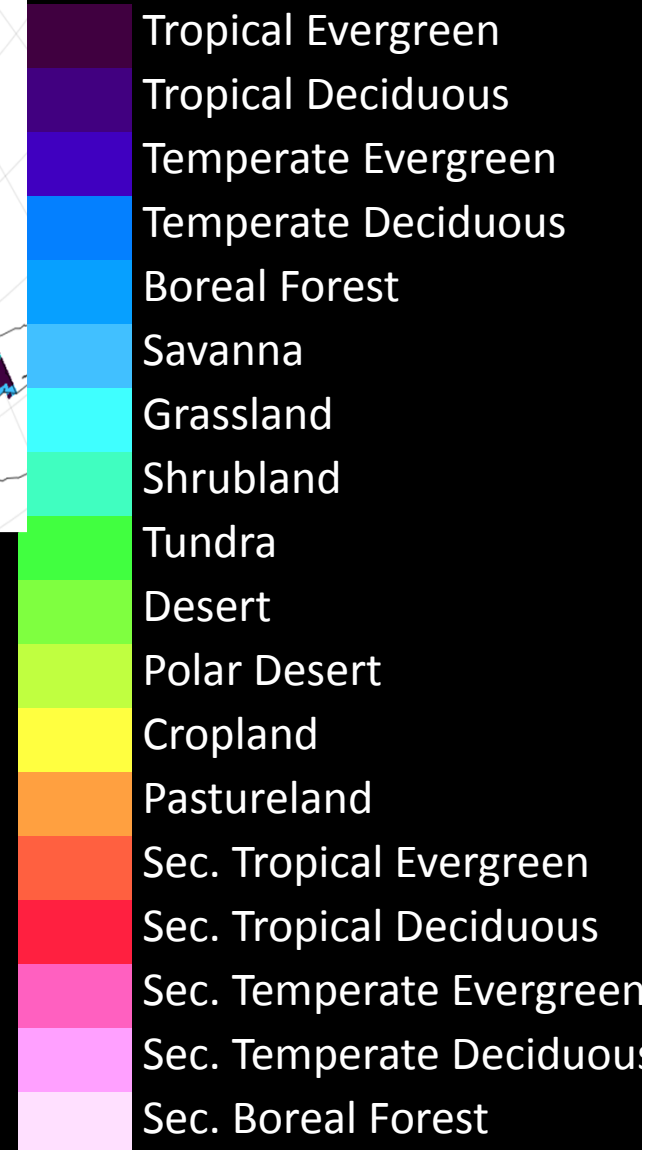 Tropical Evergreen
Tropical Deciduous
Temperate Evergreen
Temperate Deciduous
Boreal Forest
Savanna
Grassland
Shrubland
Tundra
Desert
Polar Desert
Cropland
Pastureland
Sec. Tropical Evergreen
Sec. Tropical Deciduous
Sec. Temperate Evergreen
Sec. Temperate Deciduous
Sec. Boreal Forest